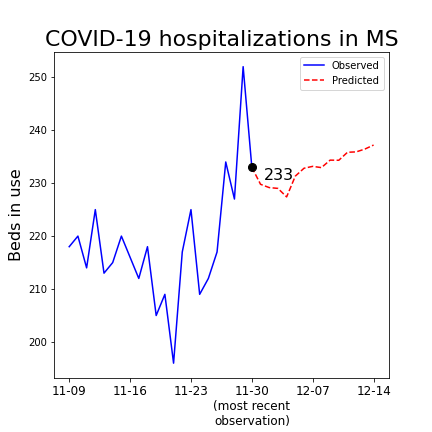 COVID-19 hospitalizations in MS
Observed
Predicted
Beds in use
250
240
230
220
210
200
233
11-09 11-16 11-23 11-30 12-07 12-14
(most recent
observation)